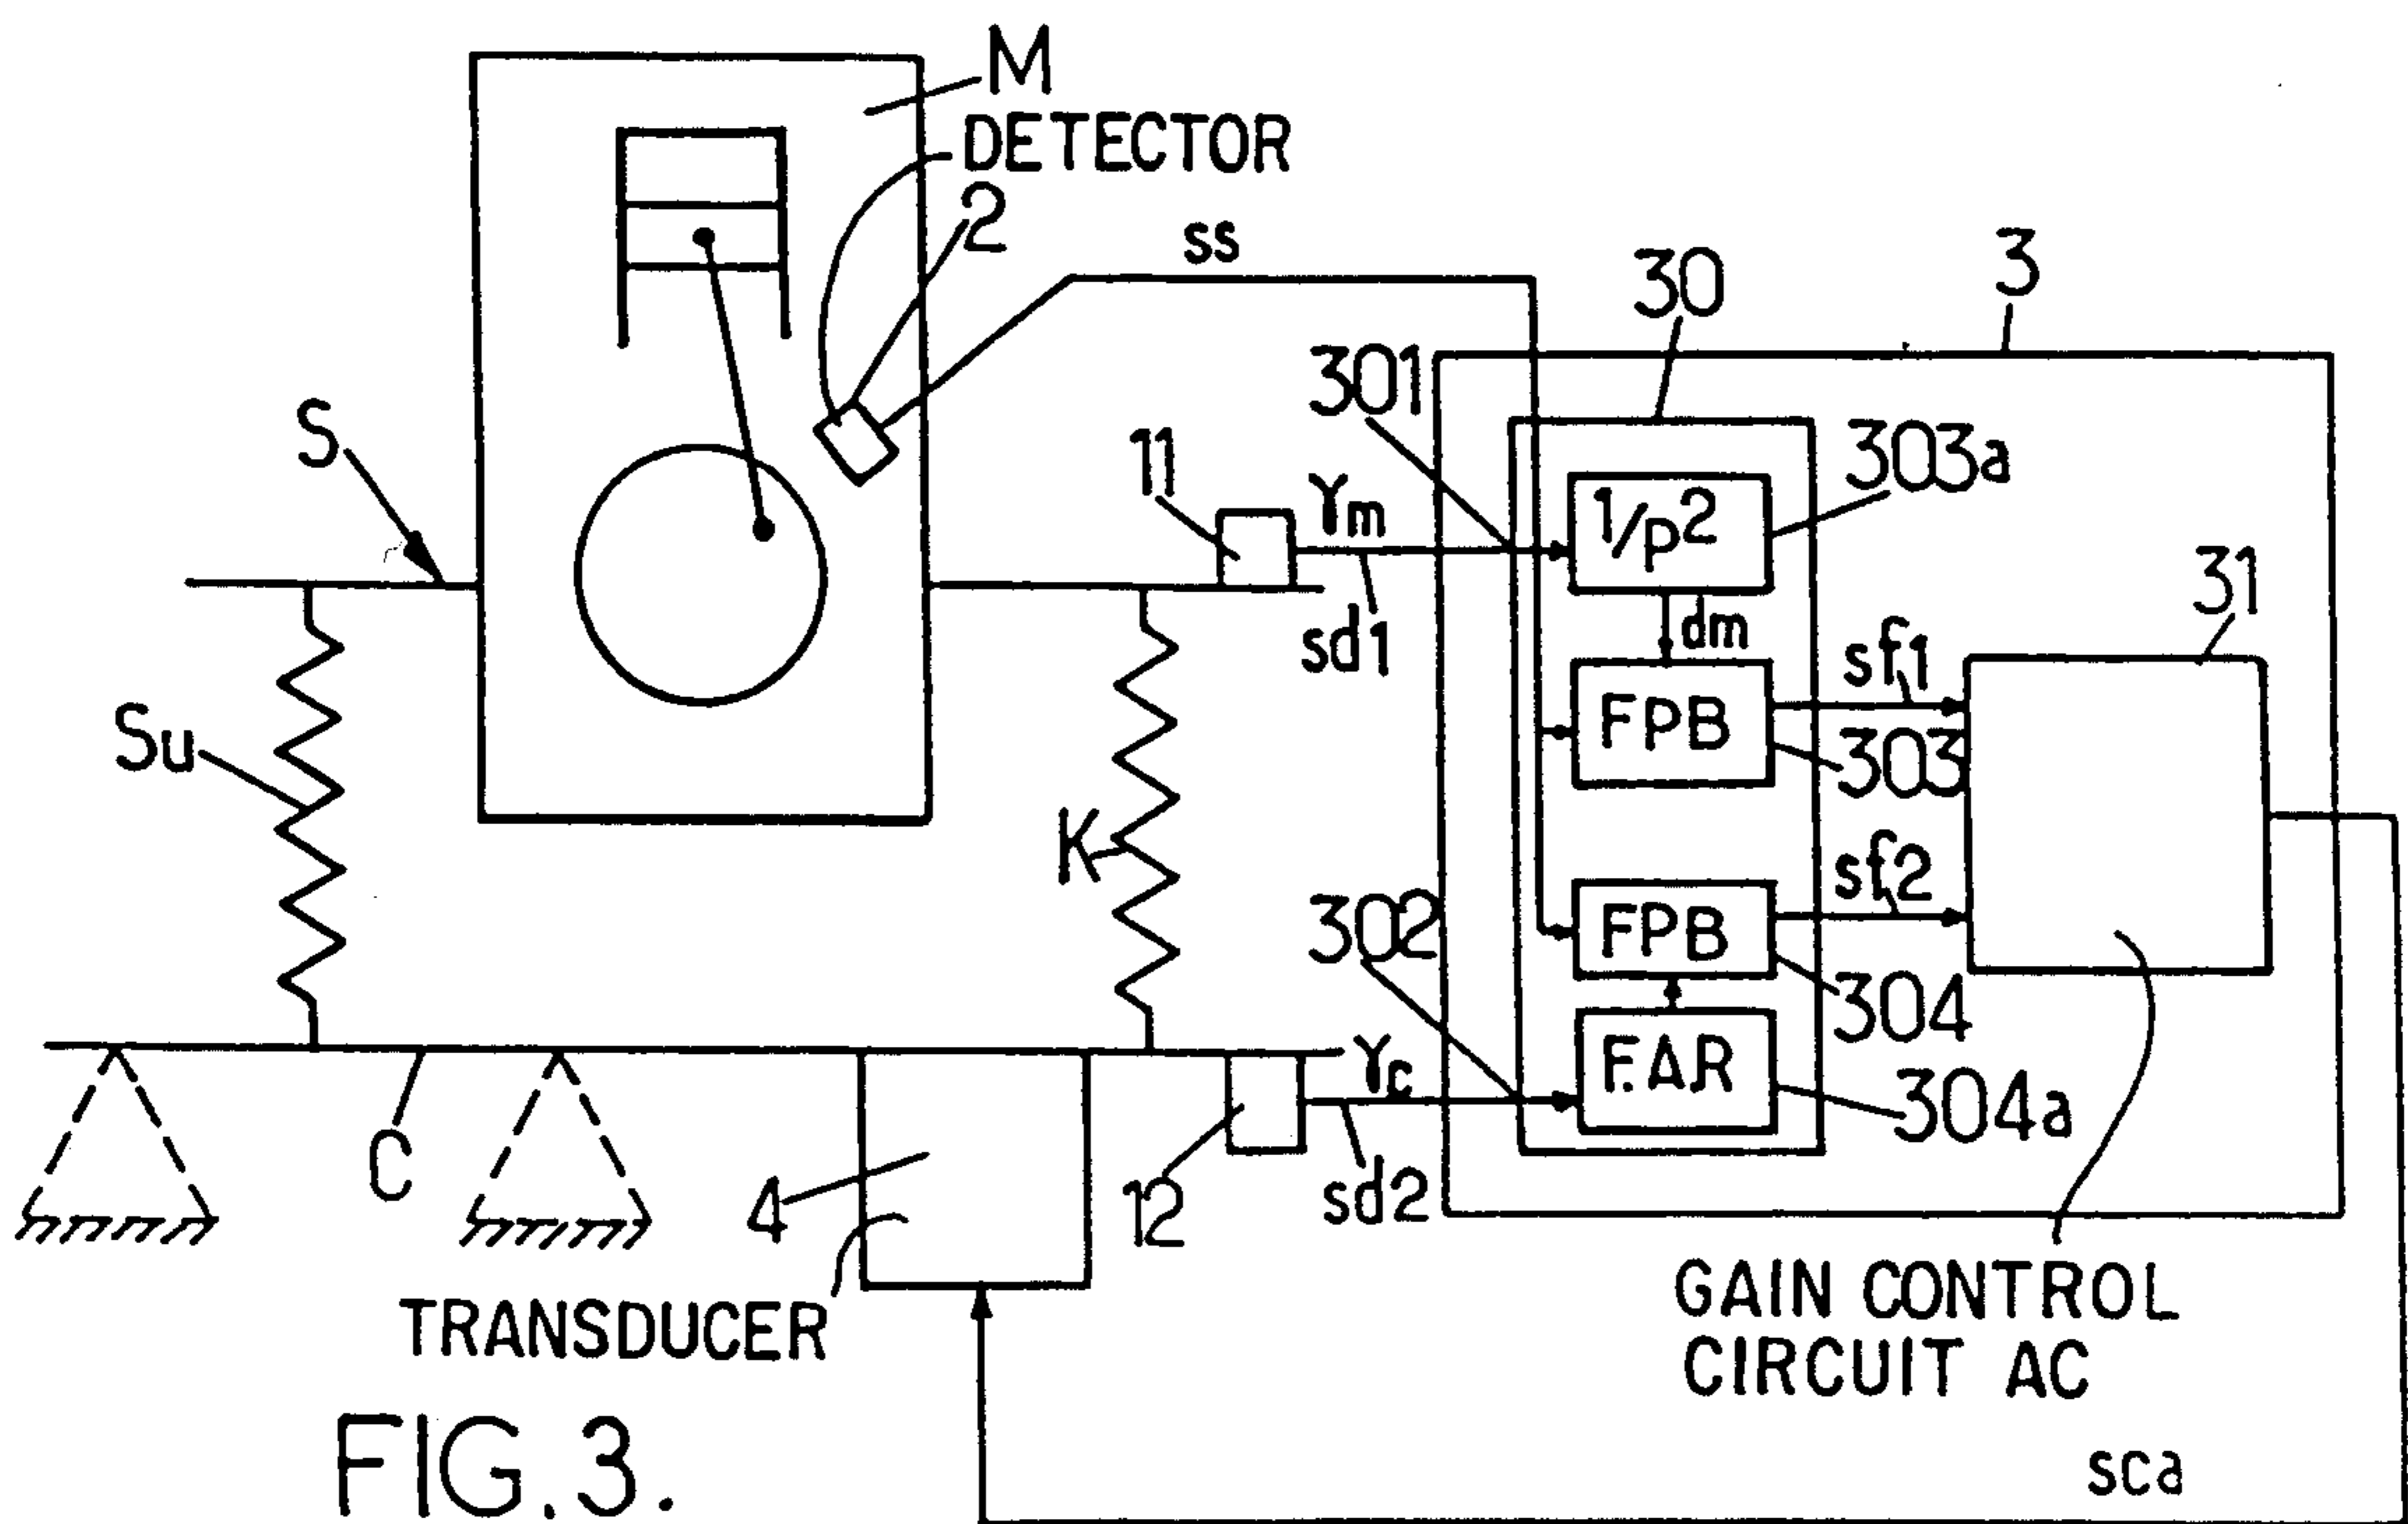 M
DETECTOR
2
ss
3
30
301
S
303a
11
γm
1/p2
31
sd1
dm
sf1
Su
FPB
303
K
sf2
302
FPB
304
γc
F.A.R
304a
C
4
12
sd2
TRANSDUCER
GAIN CONTROL
CIRCUIT AC
FIG.3.
sca